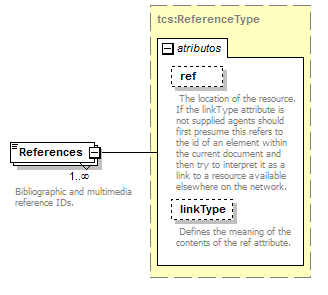 tcs:ReferenceType
atributos
ref
The location of the resource.
If the linkType attribute is
not supplied agents should
first presume this refers to
the id of an element within
the current document and
then try to interpret it as a
link to a resource available
elsewhere on the network.
References
1..∞
Bibliographic and multimedia
reference IDs.
linkType
Defines the meaning of the
contents of the ref attribute.